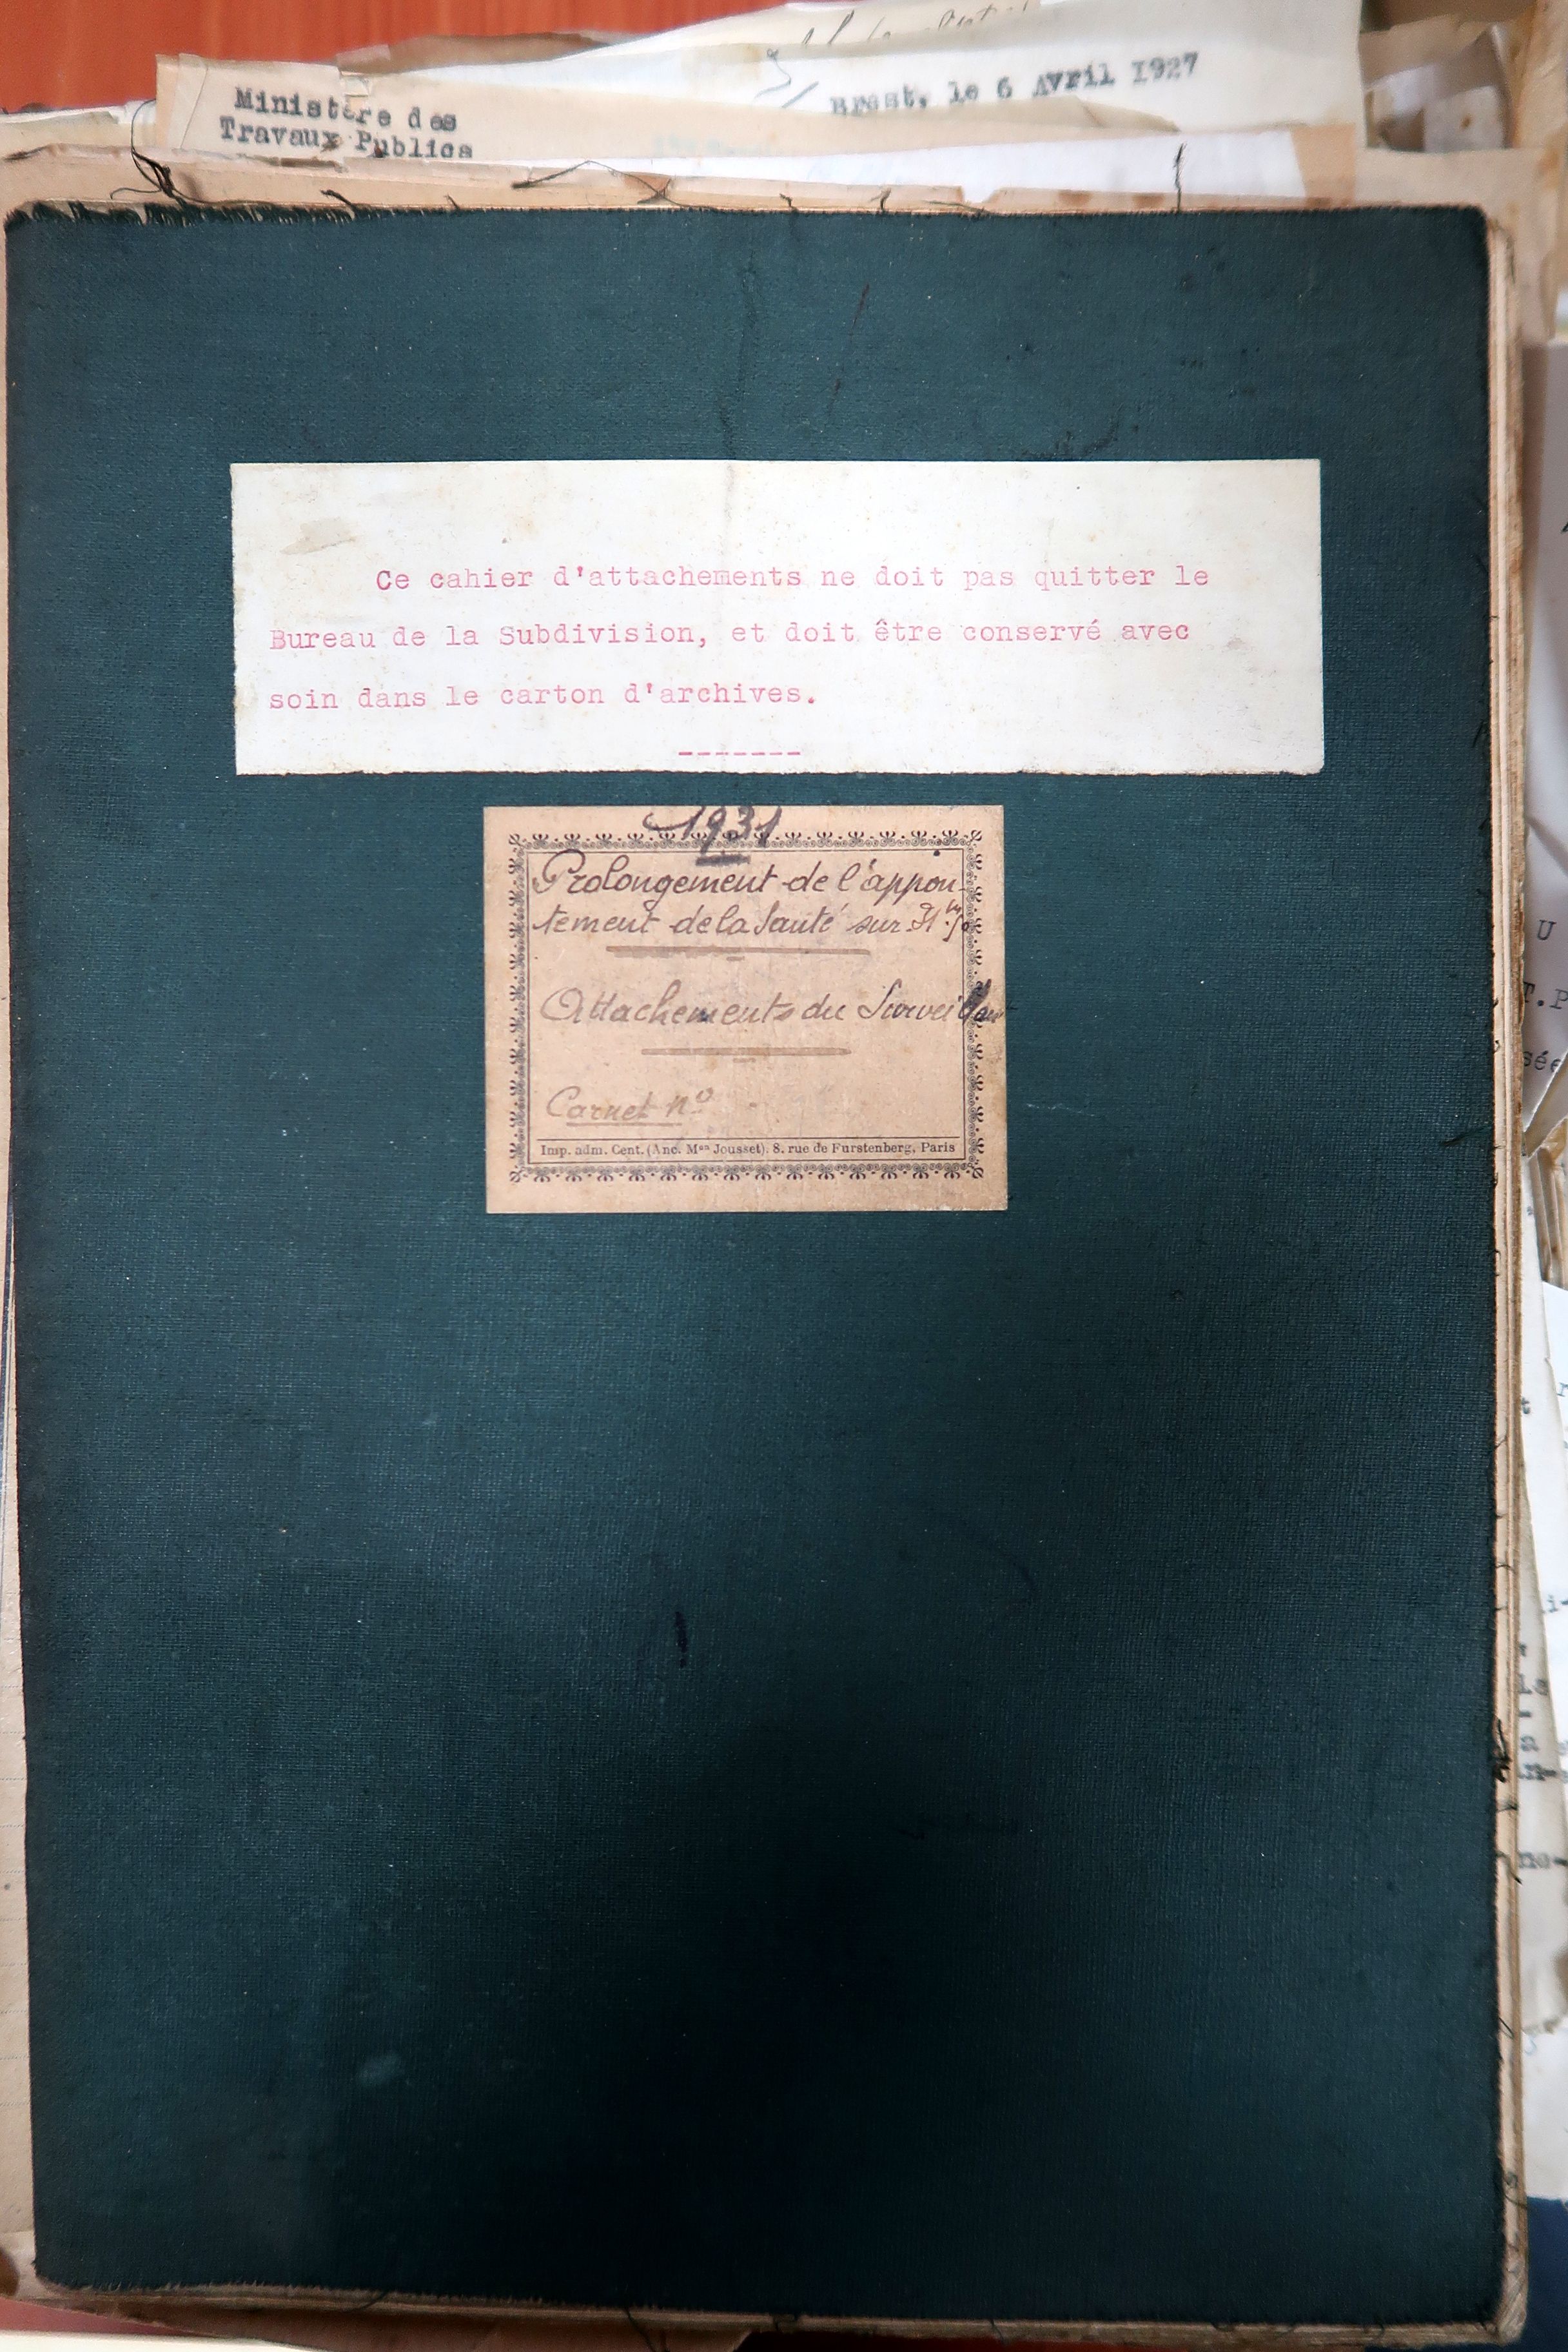 Brest, le 6 Avril 1927
Ministère des
Travaux Publics
Ce cahier d'attachements ne doit pas quitter le
Bureau de la Subdivision, et doit être conservé avec
soin dans le carton d'archives.
-------
1931
Prolongement de l'appon-
tement de la Santé sur
Attachements du Surveillant
Carnet nº
Imp. adm. Cent. (Anc. Mᵒⁿ Jousset). 8. rue de Furstenberg, Paris
U
T.P
sée